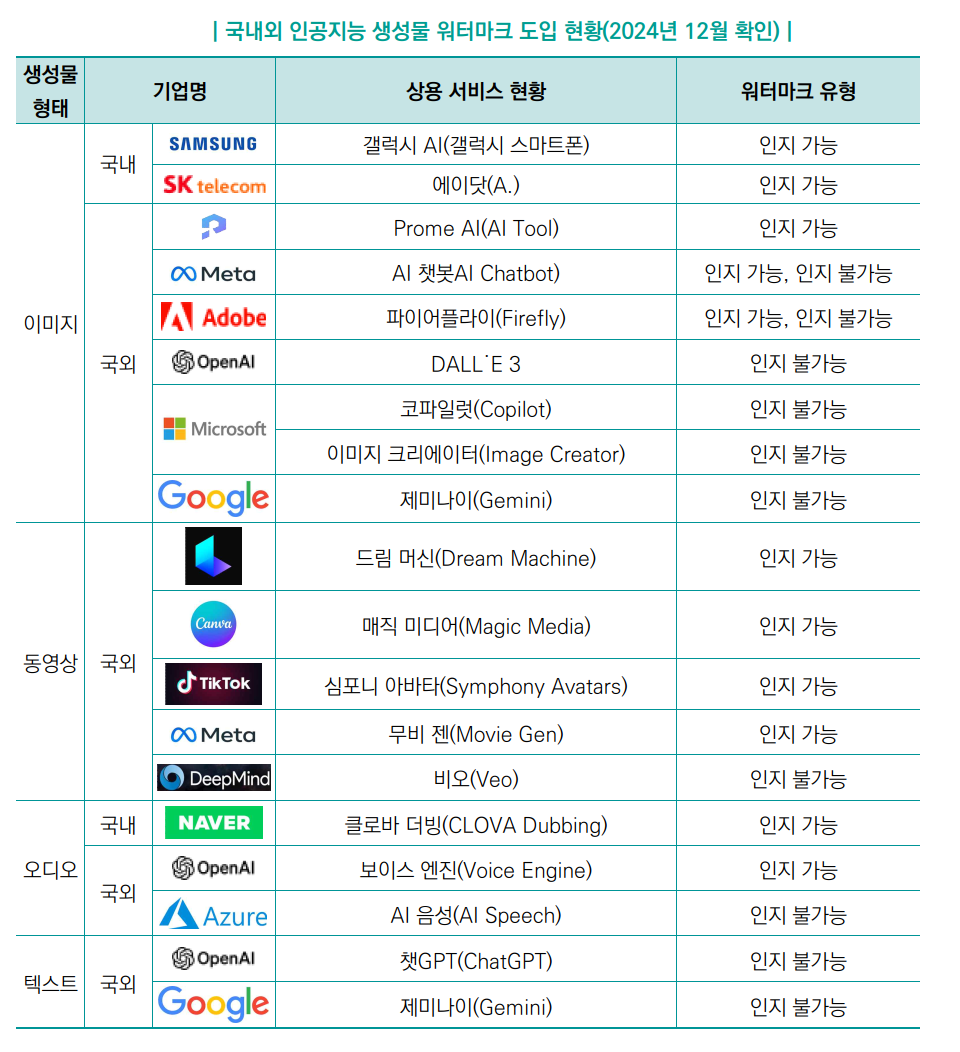 | 국내외 인공지능 생성물 워터마크 도입 현황(2024년 12월 확인) |
생성물 형태 기업명 상용 서비스 현황 워터마크 유형
이미지 국내 SAMSUNG 갤럭시 AI(갤럭시 스마트폰) 인지 가능
SK telecom 에이닷(A.) 인지 가능
국외 Prome AI(AI Tool) 인지 가능
Meta AI 챗봇AI Chatbot) 인지 가능, 인지 불가능
Adobe 파이어플라이(Firefly) 인지 가능, 인지 불가능
OpenAI DALL˙E 3 인지 불가능
Microsoft 코파일럿(Copilot) 인지 불가능
이미지 크리에이터(Image Creator) 인지 불가능
Google 제미나이(Gemini) 인지 불가능
동영상 국외 드림 머신(Dream Machine) 인지 가능
Canva 매직 미디어(Magic Media) 인지 가능
TikTok 심포니 아바타(Symphony Avatars) 인지 가능
Meta 무비 젠(Movie Gen) 인지 가능
DeepMind 비오(Veo) 인지 불가능
오디오 국내 NAVER 클로바 더빙(CLOVA Dubbing) 인지 가능
국외 OpenAI 보이스 엔진(Voice Engine) 인지 가능
Azure AI 음성(AI Speech) 인지 불가능
텍스트 국외 OpenAI 챗GPT(ChatGPT) 인지 불가능
Google 제미나이(Gemini) 인지 불가능